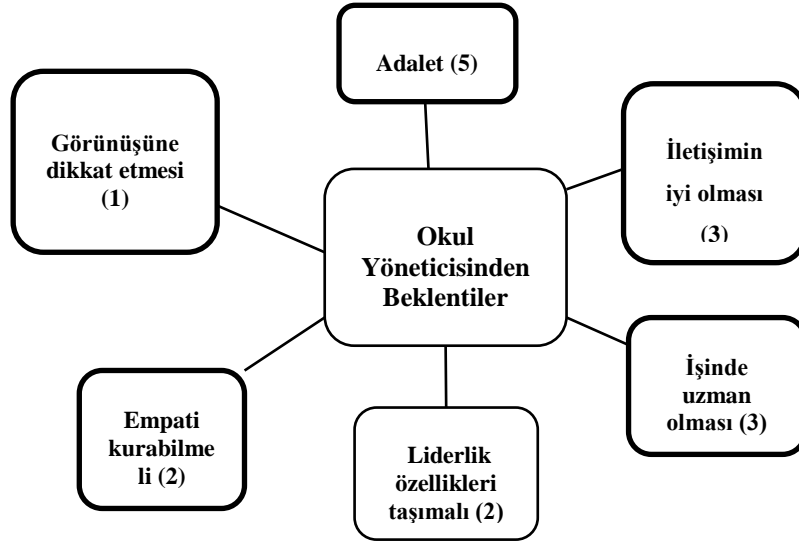 Adalet (5)
Görünüşüne
dikkat etmesi
(1)
İletişimin
iyi olması
(3)
Okul
Yöneticisinden
Beklentiler
İşinde
uzman
olması (3)
Empati
kurabilme
li (2)
Liderlik
özellikleri
taşımalı (2)